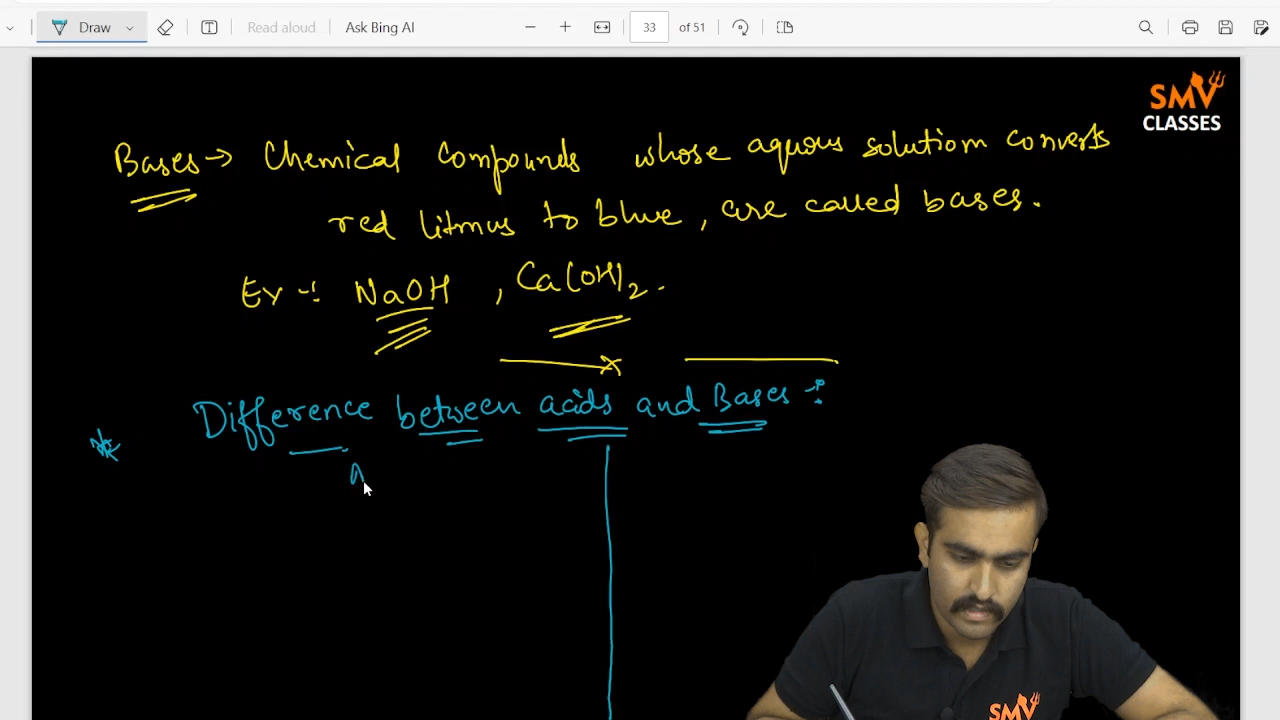 Draw
Read aloud
Ask Bing AI
33 of 51
SMV
CLASSES
Bases → Chemical compounds whose aquous solution converts
red litmus to blue, are called bases.
Ex -: NaOH , Ca(OH)2.
Difference between acids and Bases -:
A
SMV